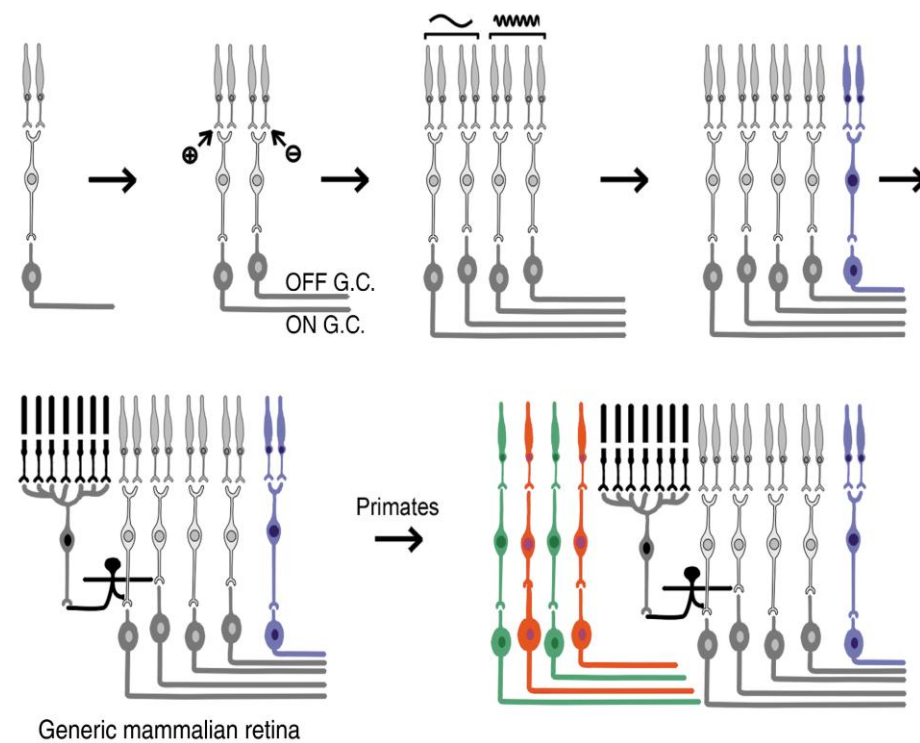 ⊕
⊖
OFF G.C.
ON G.C.
Primates
Generic mammalian retina